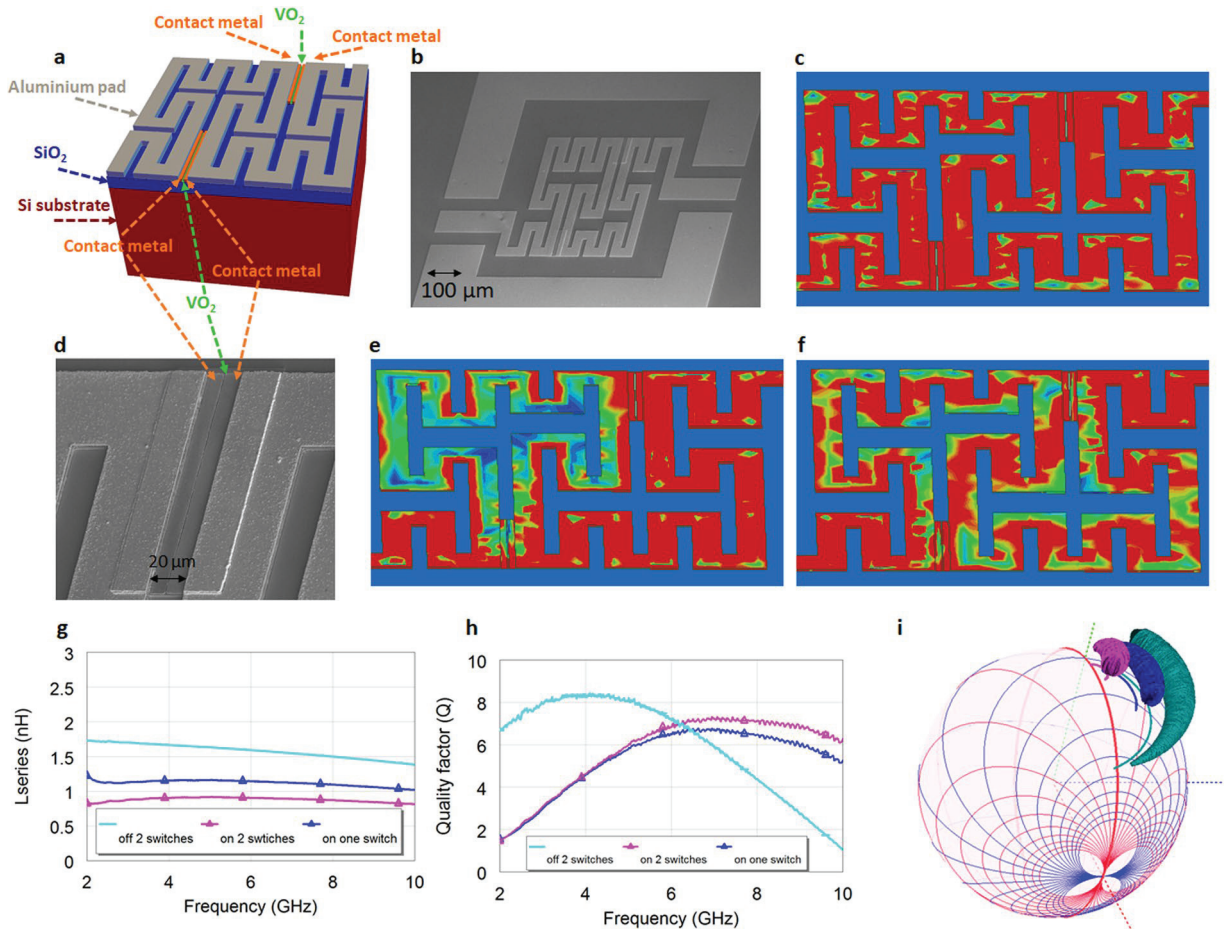 a
Contact metal
VO2
Contact metal
Aluminium pad
SiO2
Si substrate
Contact metal
Contact metal
VO2
b
100 µm
c
d
20 µm
e
f
g
Lseries (nH)
3
2.5
2
1.5
1
0.5
0
off 2 switches
on 2 swtiches
on one switch
2
4
6
8
10
Frequency (GHz)
h
Quality factor (Q)
10
8
6
4
2
0
off 2 switches
on 2 switches
on one switch
2
4
6
8
10
Frequency (GHz)
i